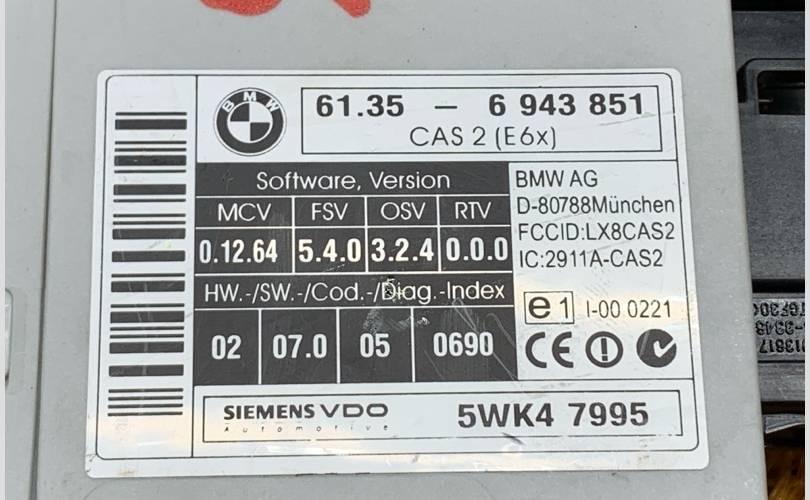 BMW
61.35 – 6 943 851
CAS 2 (E6x)
Software, Version
MCV FSV OSV RTV
0.12.64 5.4.0 3.2.4 0.0.0
HW.-/SW.-/Cod.-/Diag.-Index
02 07.0 05 0690
BMW AG
D-80788München
FCCID:LX8CAS2
IC:2911A-CAS2
e1 I-00 0221
CE
SIEMENS VDO
Automotive
5WK4 7995